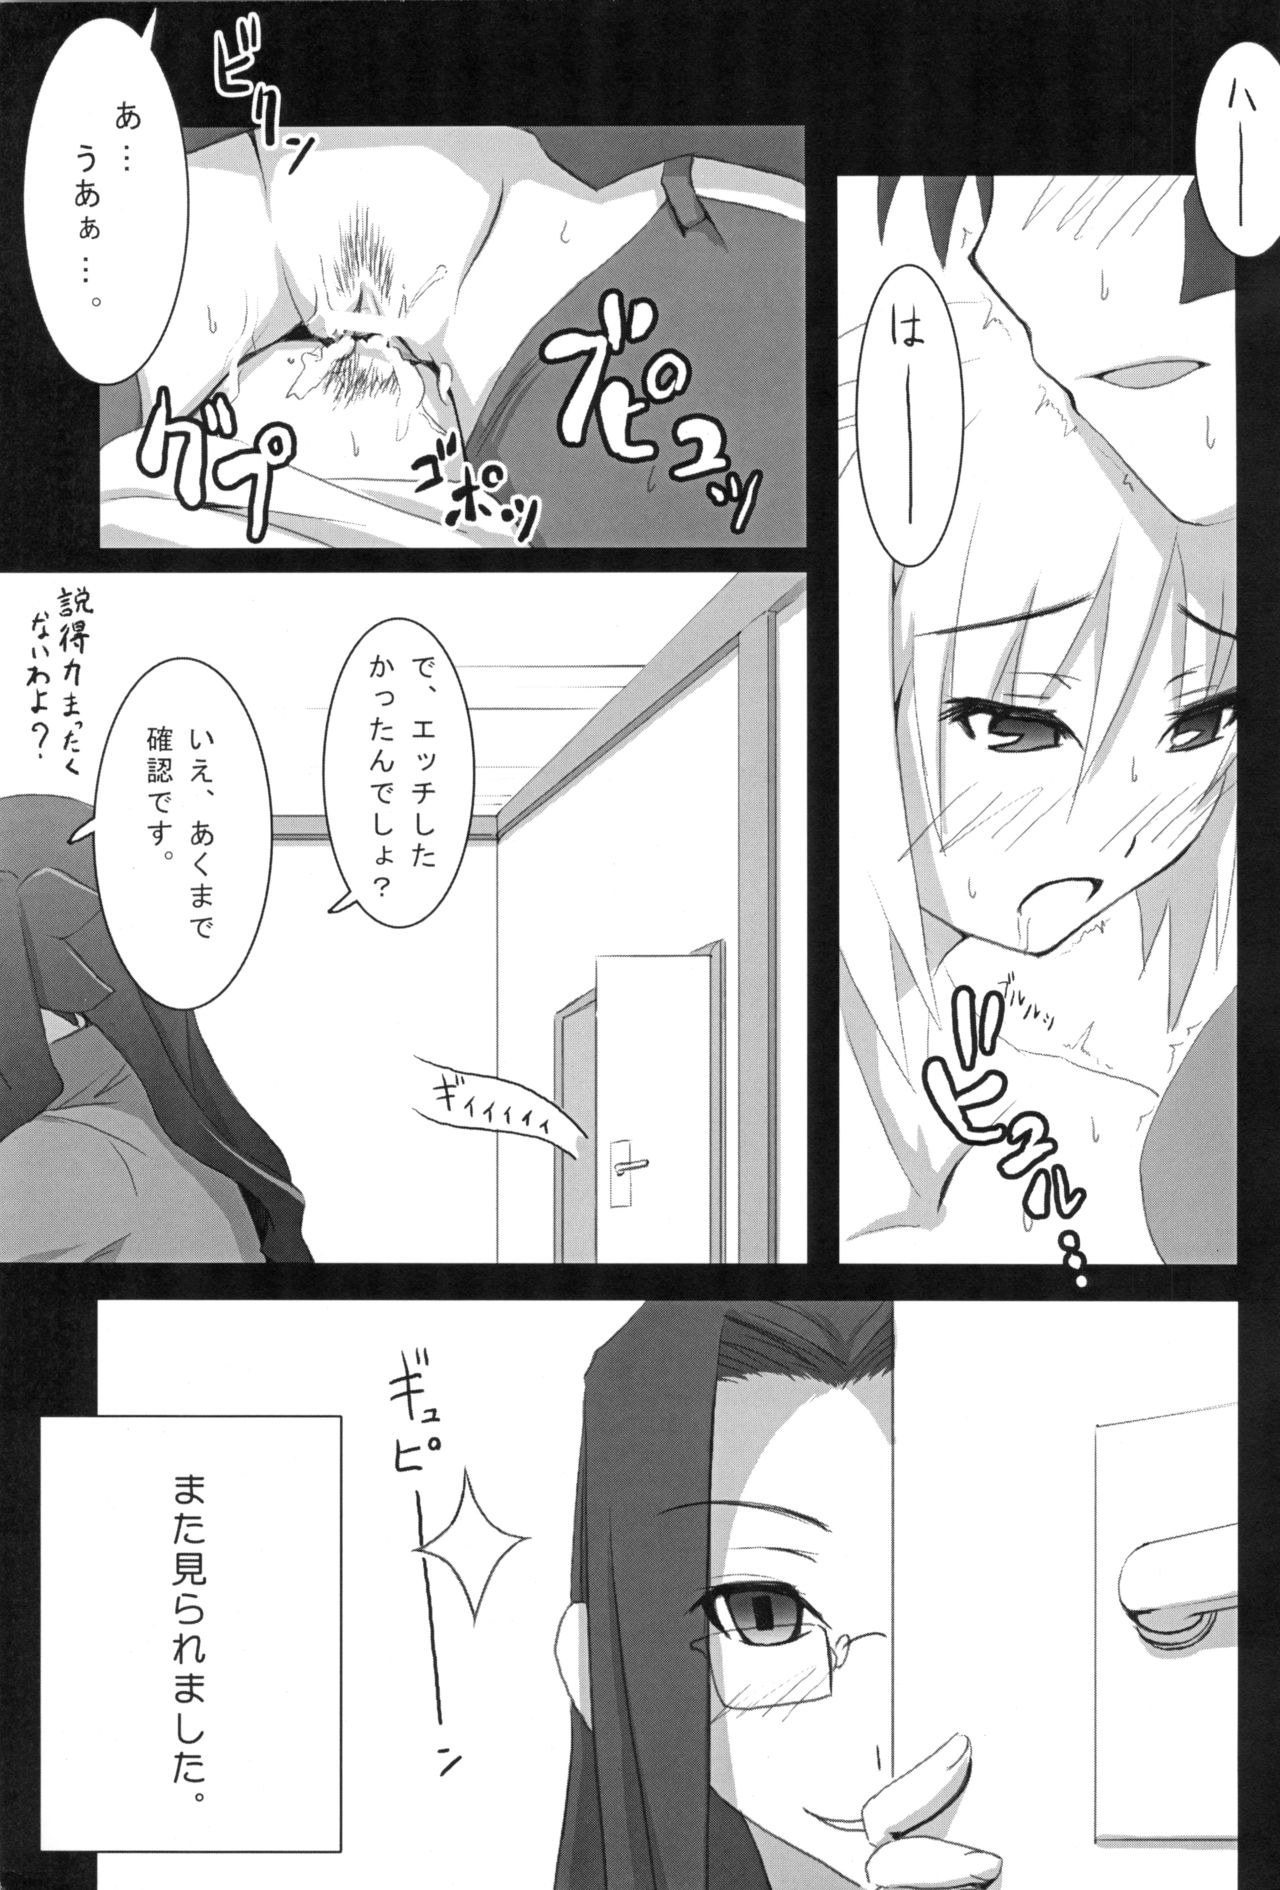 ハー
はー
ブルルッ
ドピュル…
ビクン
あ…
うあぁ…。
ブピュッ
ゴポッ
グプ
で、エッチした
かったんでしょ？
いえ、あくまで
確認です。
説得力まったく
ないわよ？
ギィィィィィ
ギュピーーン
また見られました。